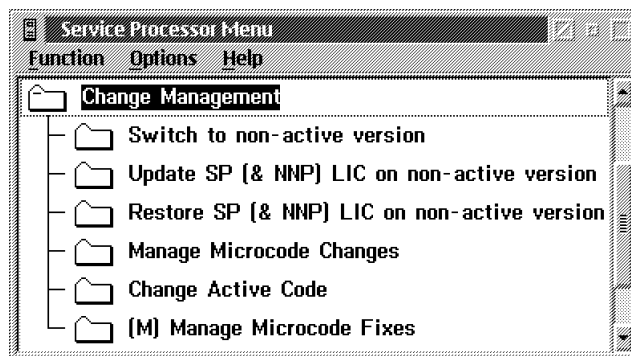 Service Processor Menu
Function Options Help
Change Management
Switch to non-active version
Update SP (& NNP) LIC on non-active version
Restore SP (& NNP) LIC on non-active version
Manage Microcode Changes
Change Active Code
(M) Manage Microcode Fixes